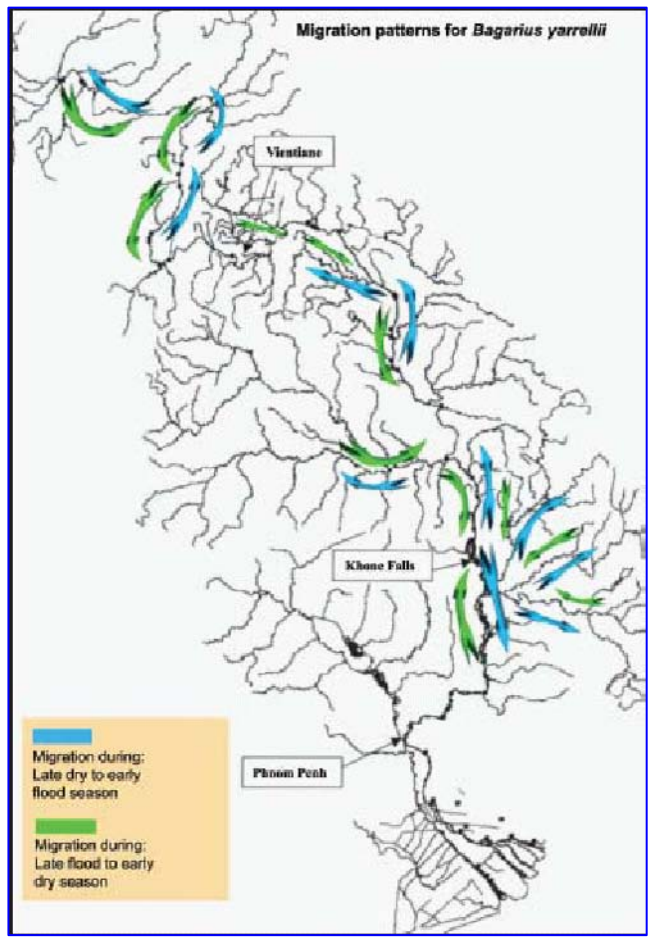 Migration patterns for Bagarius yarrellii
Vientiane
Khone Falls
Phnom Penh
Migration during:
Late dry to early
flood season
Migration during:
Late flood to early
dry season